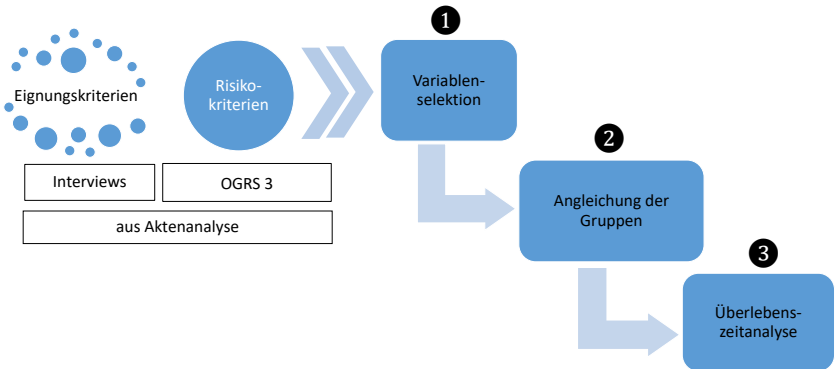 Eignungskriterien
Risiko-
kriterien
Interviews
OGRS 3
aus Aktenanalyse
1
Variablen-
selektion
2
Angleichung der
Gruppen
3
Überlebens-
zeitanalyse